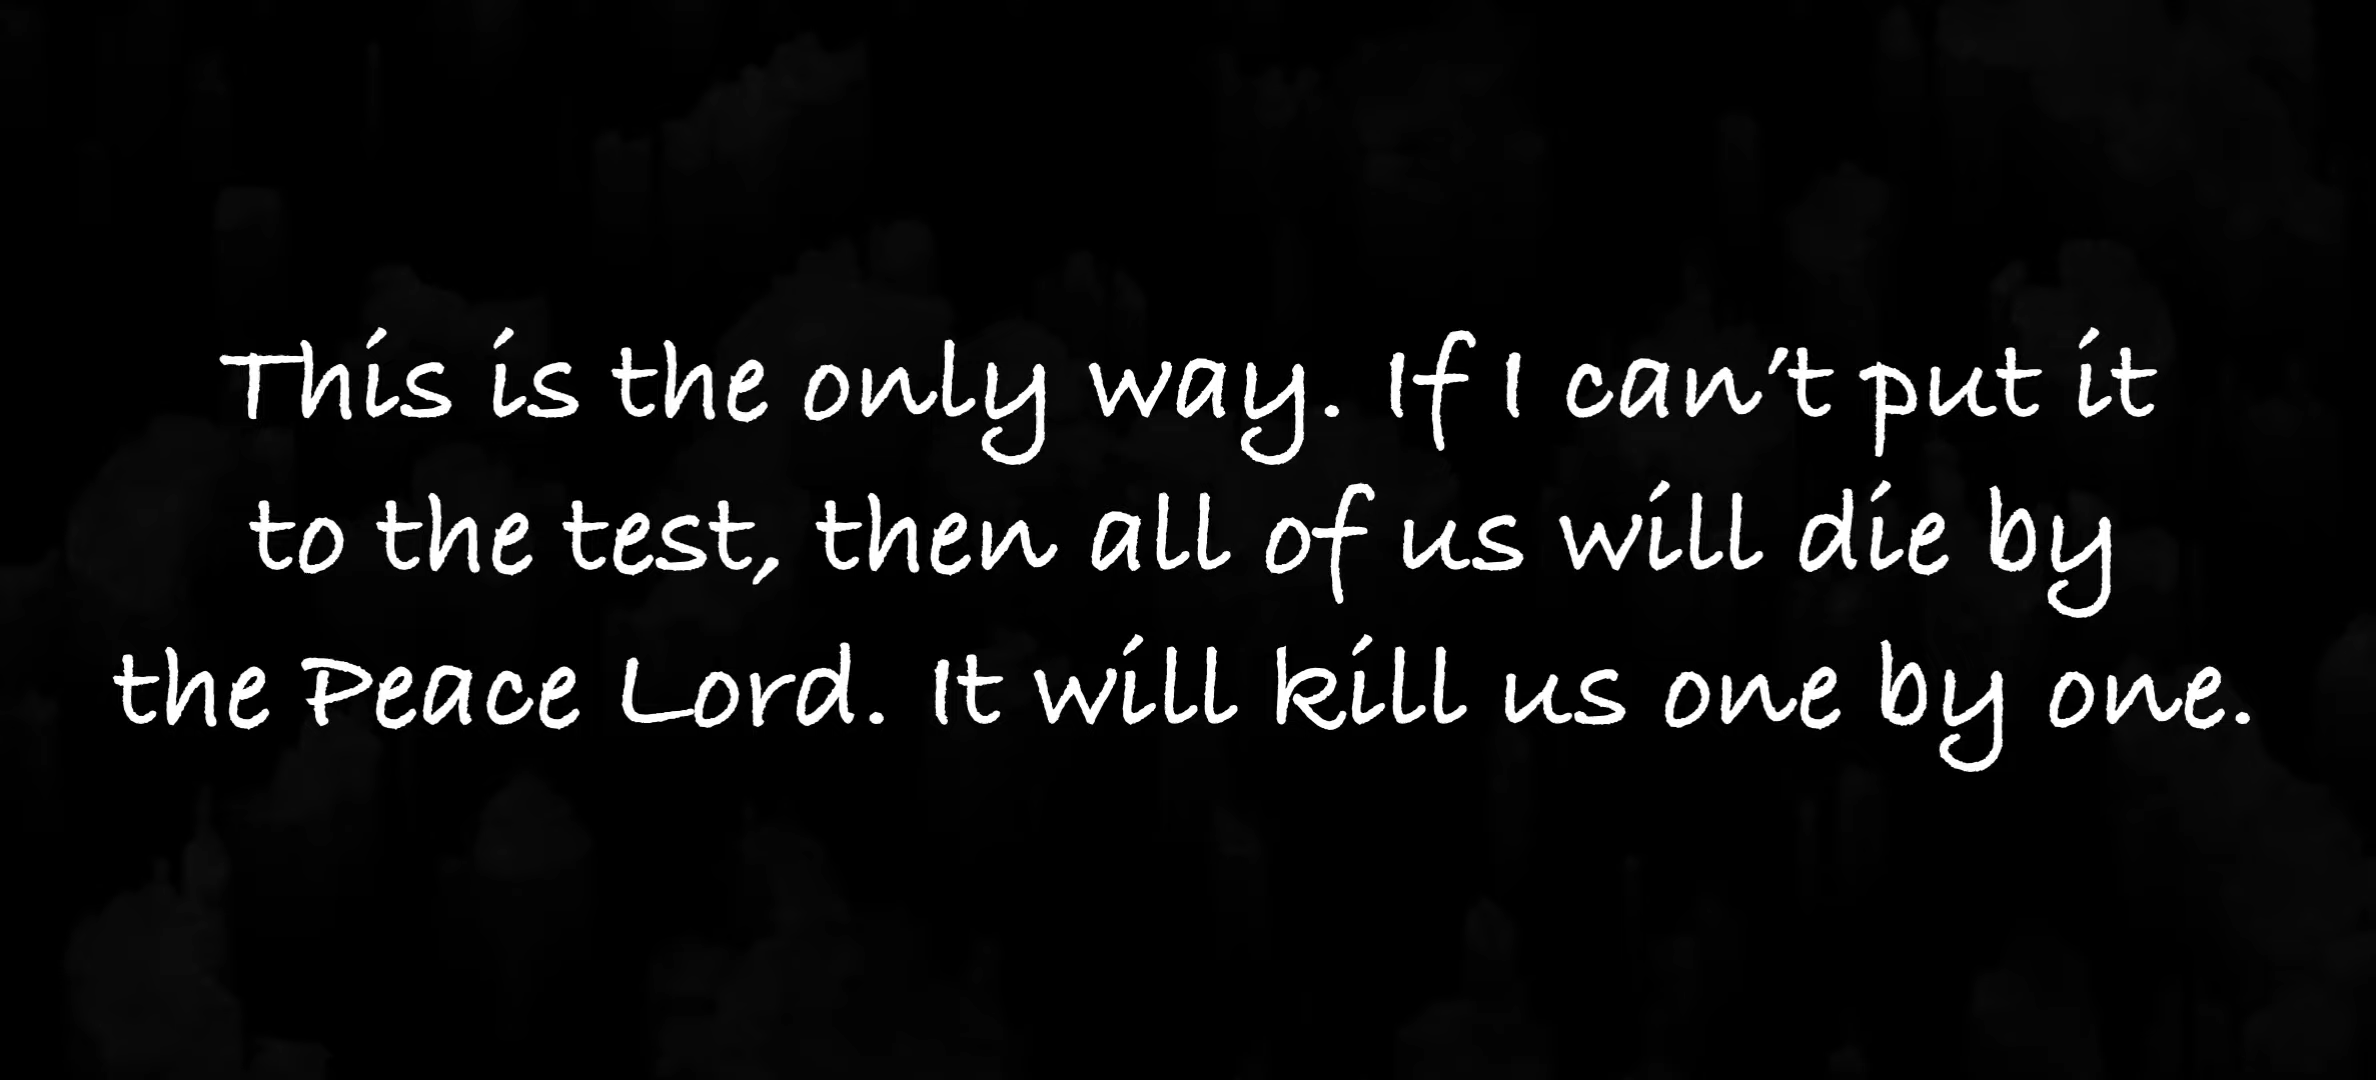 This is the only way. If I can't put it
to the test, then all of us will die by
the Peace Lord. It will kill us one by one.